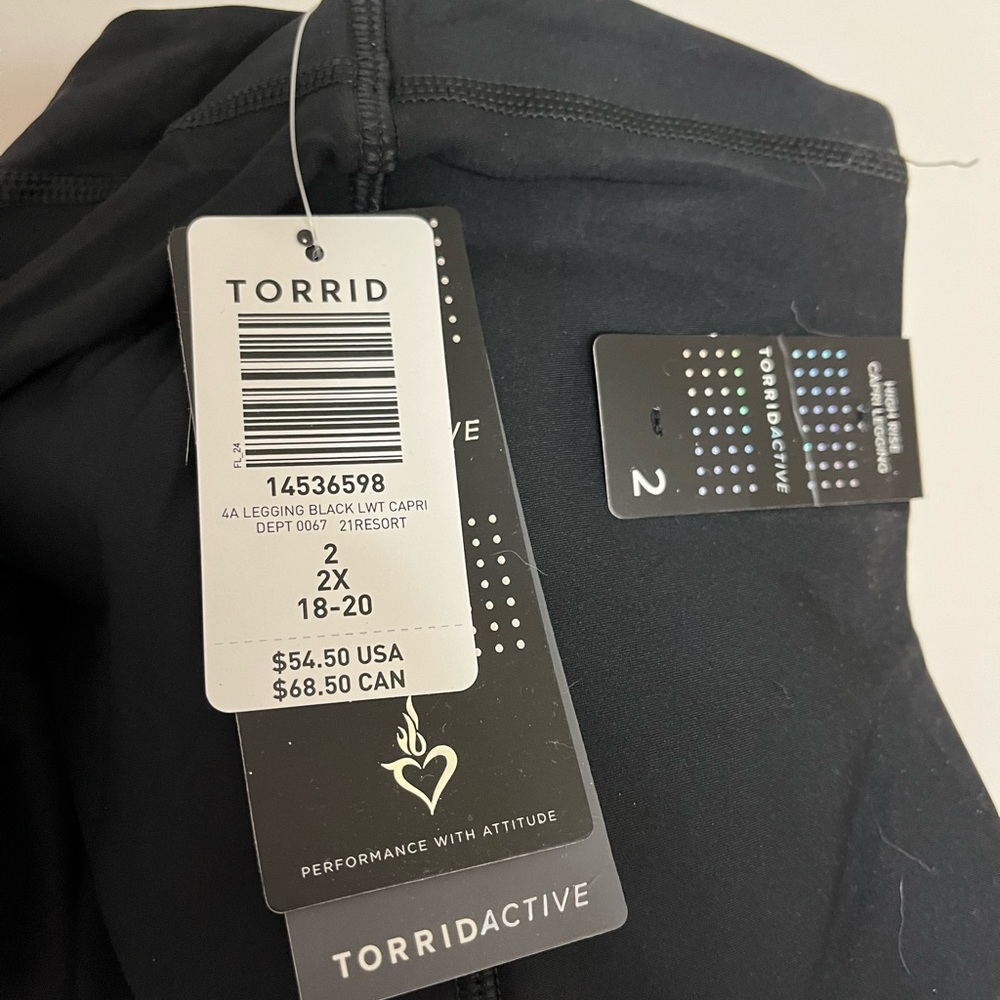 TORRID
FL_24
14536598
4A LEGGING BLACK LWT CAPRI
DEPT 0067 21RESORT
2
2X
18-20
$54.50 USA
$68.50 CAN
VE
PERFORMANCE WITH ATTITUDE
TORRIDACTIVE
HIGH RISE
CAPRI LEGGING
TORRIDACTIVE
2